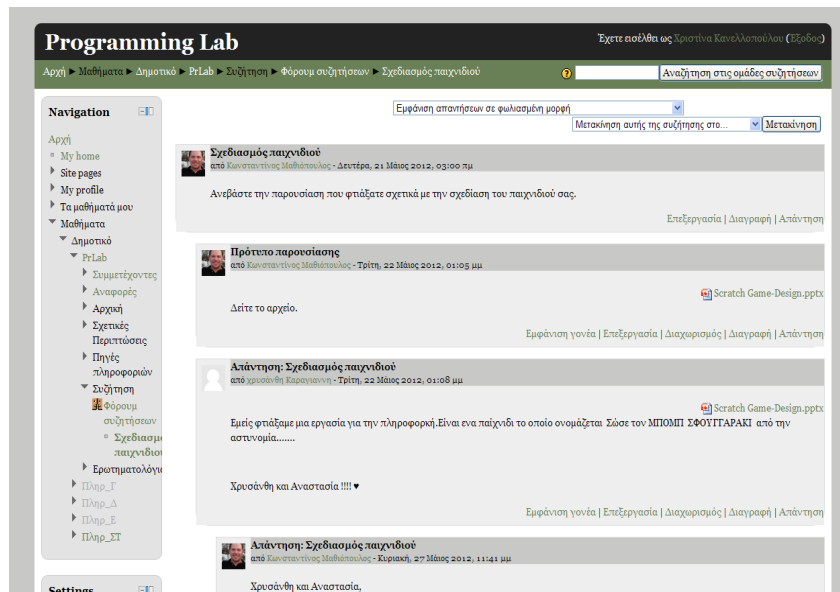 Programming Lab
Έχετε εισέλθει ως Χριστίνα Κανελλοπούλου (Έξοδος)
Αρχή ► Μαθήματα ► Δημοτικό ► PrLab ► Συζήτηση ► Φόρουμ συζητήσεων ► Σχεδιασμός παιχνιδιού
Αναζήτηση στις ομάδες συζητήσεων
Navigation
Αρχή
My home
Site pages
My profile
Τα μαθήματά μου
Μαθήματα
Δημοτικό
PrLab
Συμμετέχοντες
Αναφορές
Αρχική
Σχετικές
Περιπτώσεις
Πηγές
πληροφοριών
Συζήτηση
Φόρουμ
συζητήσεων
Σχεδιασμ
παιχνιδιο
Ερωτηματολόγι
Πληρ_Γ
Πληρ_Δ
Πληρ_Ε
Πληρ_ΣΤ
Settings
Εμφάνιση απαντήσεων σε φωλιασμένη μορφή
Μετακίνηση αυτής της συζήτησης στο... Μετακίνηση
Σχεδιασμός παιχνιδιού
από Κωνσταντίνος Μαθιόπουλος - Δευτέρα, 21 Μάιος 2012, 03:00 πμ
Ανεβάστε την παρουσίαση που φτιάξατε σχετικά με την σχεδίαση του παιχνιδιού σας.
Επεξεργασία | Διαγραφή | Απάντηση
Πρότυπο παρουσίασης
από Κωνσταντίνος Μαθιόπουλος - Τρίτη, 22 Μάιος 2012, 01:05 μμ
Scratch Game-Design.pptx
Δείτε το αρχείο.
Εμφάνιση γονέα | Επεξεργασία | Διαχωρισμός | Διαγραφή | Απάντηση
Απάντηση: Σχεδιασμός παιχνιδιού
από χρυσάνθη Καραγιαννη - Τρίτη, 22 Μάιος 2012, 01:08 μμ
Scratch Game-Design.pptx
Εμείς φτιάξαμε μια εργασία για την πληροφορκή.Είναι ενα παίχνιδι το οποίο ονομάζεται Σώσε τον ΜΠΟΜΠ ΣΦΟΥΓΓΑΡΑΚΙ από την
αστυνομία.......
Χρυσάνθη και Αναστασία !!!! ♥
Εμφάνιση γονέα | Επεξεργασία | Διαχωρισμός | Διαγραφή | Απάντηση
Απάντηση: Σχεδιασμός παιχνιδιού
από Κωνσταντίνος Μαθιόπουλος - Κυριακή, 27 Μάιος 2012, 11:41 μμ
Χρυσάνθη και Αναστασία,